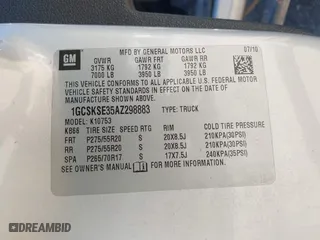 GM
MFD BY GENERAL MOTORS LLC
07/10
GVWR GAWR FRT GAWR RR
3175 KG 1792 KG 1792 KG
7000 LB 3950 LB 3950 LB
THIS VEHICLE CONFORMS TO ALL APPLICABLE U.S. FEDERAL MOTOR
VEHICLE SAFETY STANDARDS IN EFFECT ON THE DATE OF
MANUFACTURE SHOWN ABOVE.
1GCSKSE35AZ298883 TYPE: TRUCK
MODEL: K10753
K666 TIRE SIZE SPEED RTG RIM COLD TIRE PRESSURE
FRT P275/55R20 S 20X8.5J 210KPA(30PSI)
RR P275/55R20 S 20X8.5J 210KPA(30PSI)
SPA P265/70R17 S 17X7.5J 240KPA(35PSI)
SEE OWNER'S MANUAL FOR ADDITIONAL INFORMATION.
DREAMBID